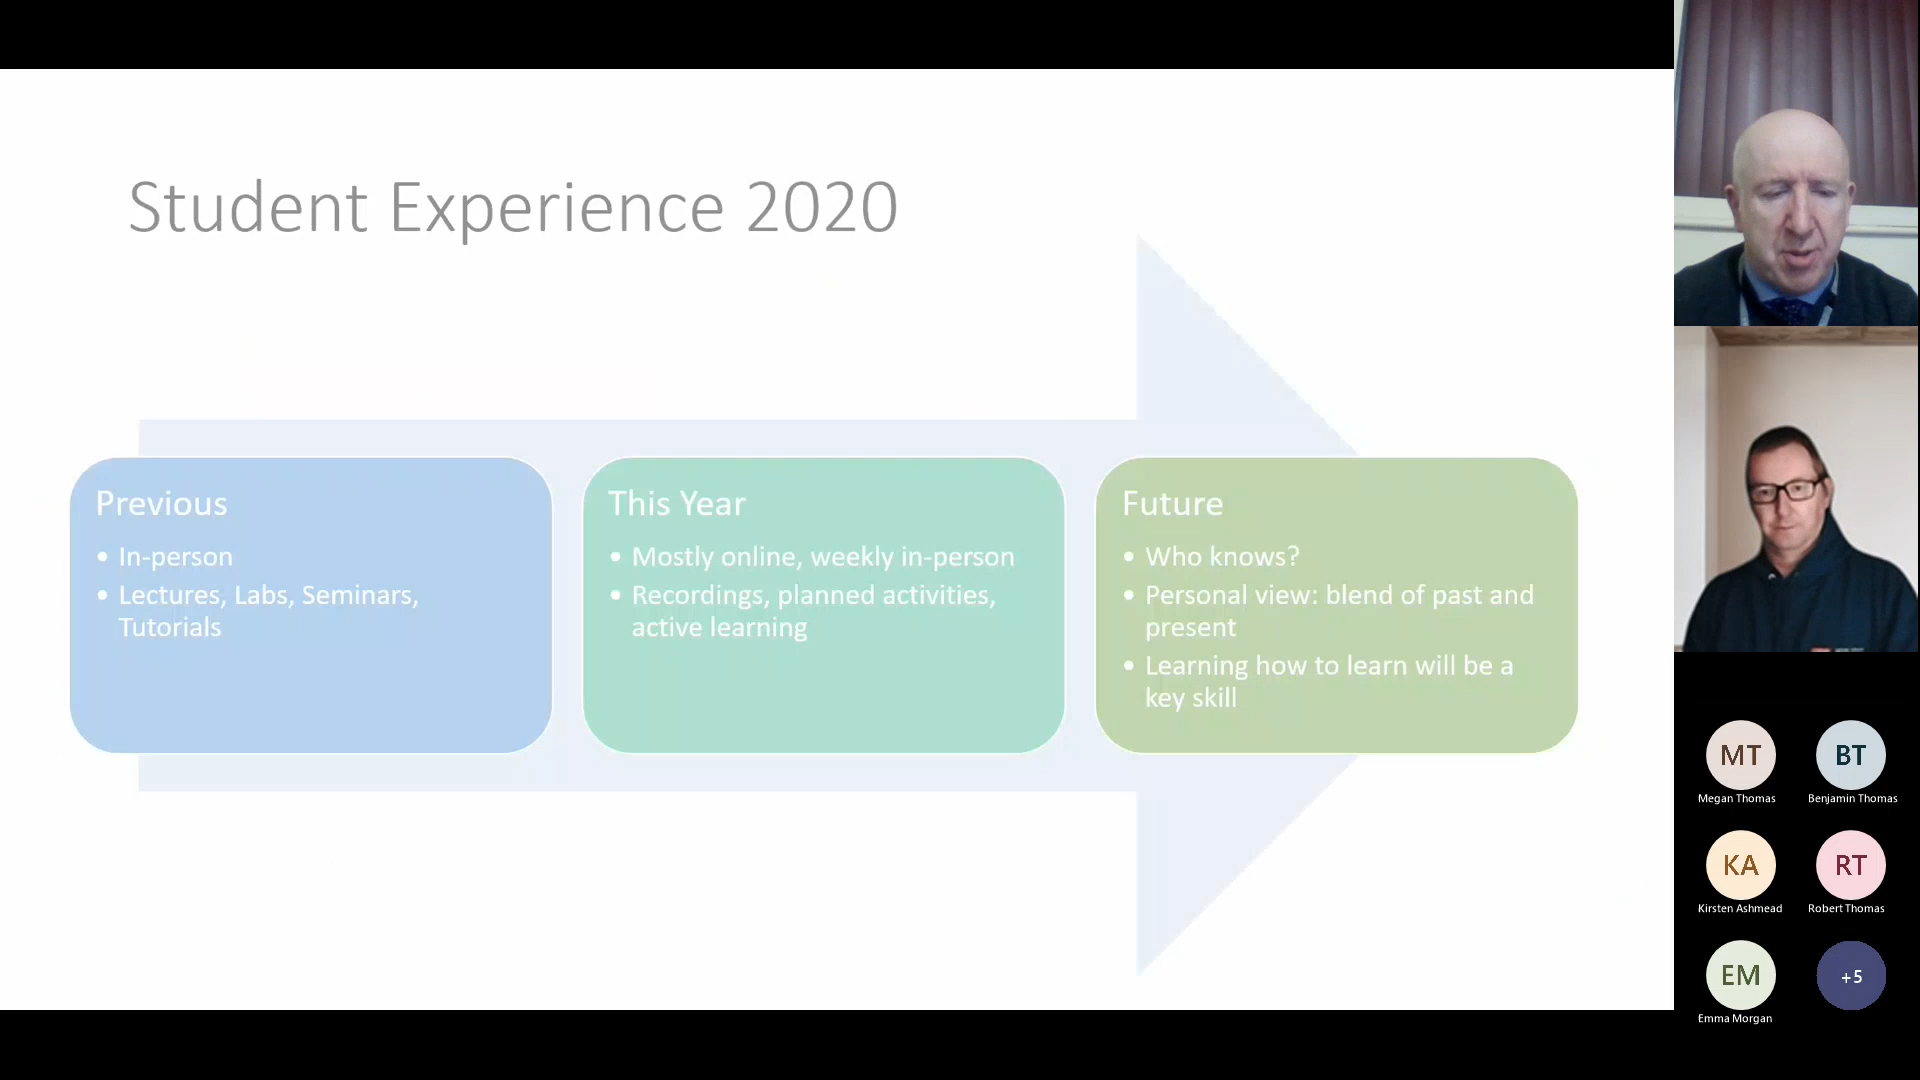 Student Experience 2020
Previous
• In-person
• Lectures, Labs, Seminars,
Tutorials
This Year
• Mostly online, weekly in-person
• Recordings, planned activities,
active learning
Future
• Who knows?
• Personal view: blend of past and
present
• Learning how to learn will be a
key skill
MT
Megan Thomas
BT
Benjamin Thomas
KA
Kirsten Ashmead
RT
Robert Thomas
EM
Emma Morgan
+5